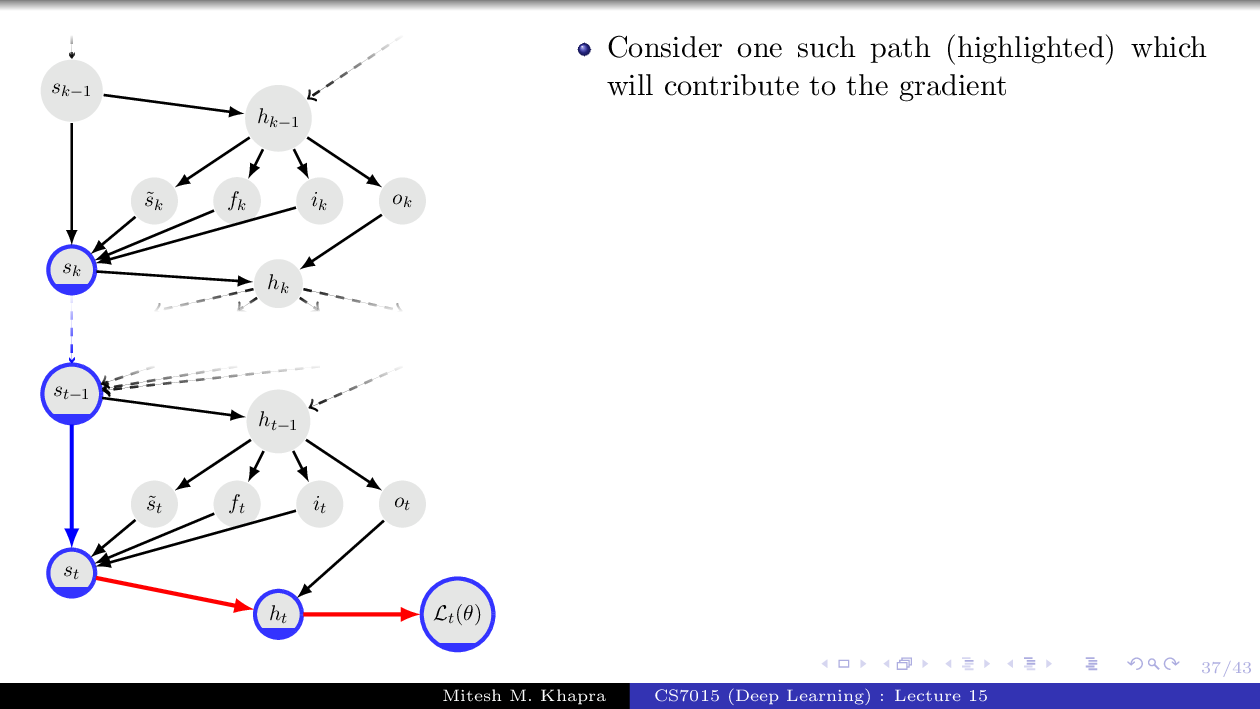 Consider one such path (highlighted) which
will contribute to the gradient
s_{k−1}
h_{k−1}
s̃_k f_k i_k o_k
s_k
h_k
s_{t−1}
h_{t−1}
s̃_t f_t i_t o_t
s_t
h_t ℒ_t(θ)
37/43
Mitesh M. Khapra CS7015 (Deep Learning) : Lecture 15